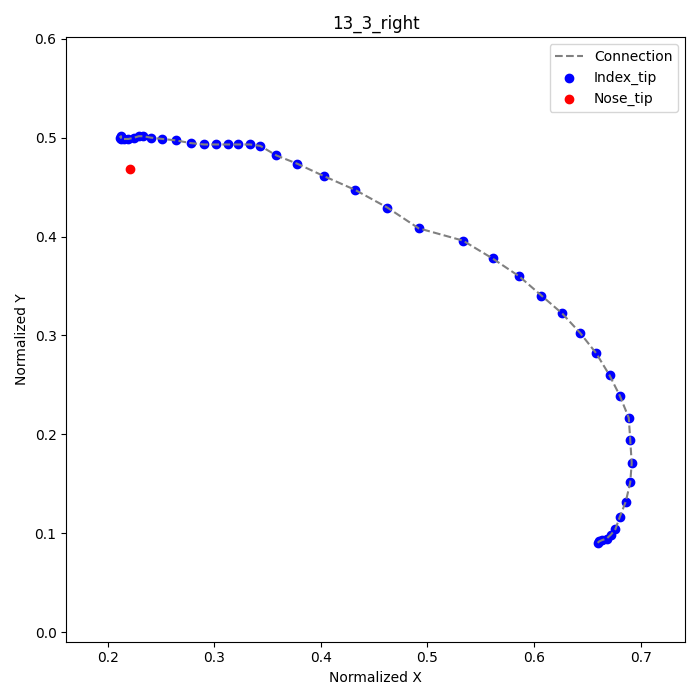 13_3_right
Connection
Index_tip
Nose_tip
Normalized Y
0.6
0.5
0.4
0.3
0.2
0.1
0.0
0.2 0.3 0.4 0.5 0.6 0.7
Normalized X